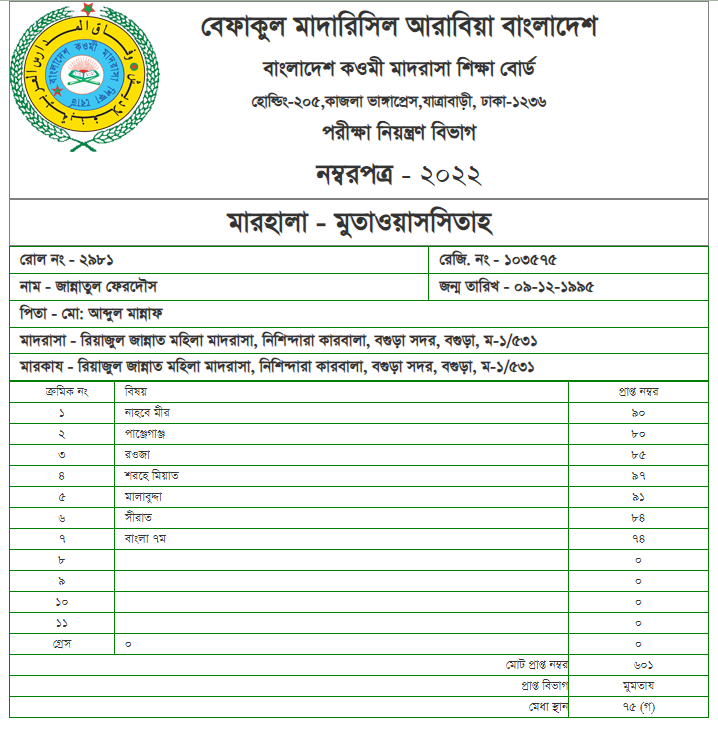 বেফাকুল মাদারিসিল আরাবিয়া বাংলাদেশ
বাংলাদেশ কওমী মাদরাসা শিক্ষা বোর্ড
হোল্ডিং-২০৫,কাজলা ভাঙ্গাপ্রেস,যাত্রাবাড়ী, ঢাকা-১২৩৬
পরীক্ষা নিয়ন্ত্রণ বিভাগ
নম্বরপত্র - ২০২২
মারহালা - মুতাওয়াসসিতাহ
রোল নং - ২৯৮১ রেজি. নং - ১০৩৫৭৫
নাম - জান্নাতুল ফেরদৌস জন্ম তারিখ - ০৯-১২-১৯৯৫
পিতা - মো: আব্দুল মান্নাফ
মাদরাসা - রিয়াজুল জান্নাত মহিলা মাদরাসা, নিশিন্দারা কারবালা, বগুড়া সদর, বগুড়া, ম-১/৫৩১
মারকায - রিয়াজুল জান্নাত মহিলা মাদরাসা, নিশিন্দারা কারবালা, বগুড়া সদর, বগুড়া, ম-১/৫৩১
ক্রমিক নং বিষয় প্রাপ্ত নম্বর
১ নাহবে মীর ৯০
২ পাঞ্জেগাঞ্জ ৮০
৩ রওজা ৮৫
৪ শরহে মিয়াত ৯৭
৫ মালাবুদ্দা ৯১
৬ সীরাত ৮৪
৭ বাংলা ৭ম ৭৪
৮ ০
৯ ০
১০ ০
১১ ০
গ্রেস ০ ০
মোট প্রাপ্ত নম্বর ৬০১
প্রাপ্ত বিভাগ মুমতায
মেধা স্থান ৭৫ (গ)